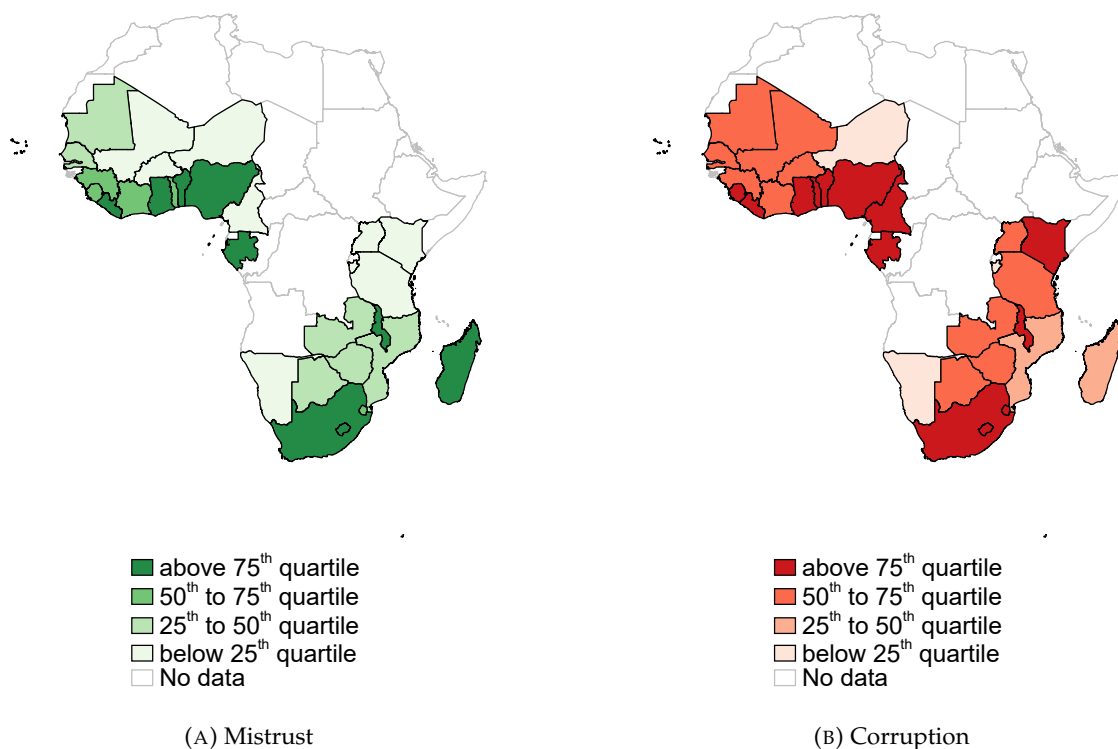 above 75th quartile
50th to 75th quartile
25th to 50th quartile
below 25th quartile
No data
(A) Mistrust
above 75th quartile
50th to 75th quartile
25th to 50th quartile
below 25th quartile
No data
(B) Corruption